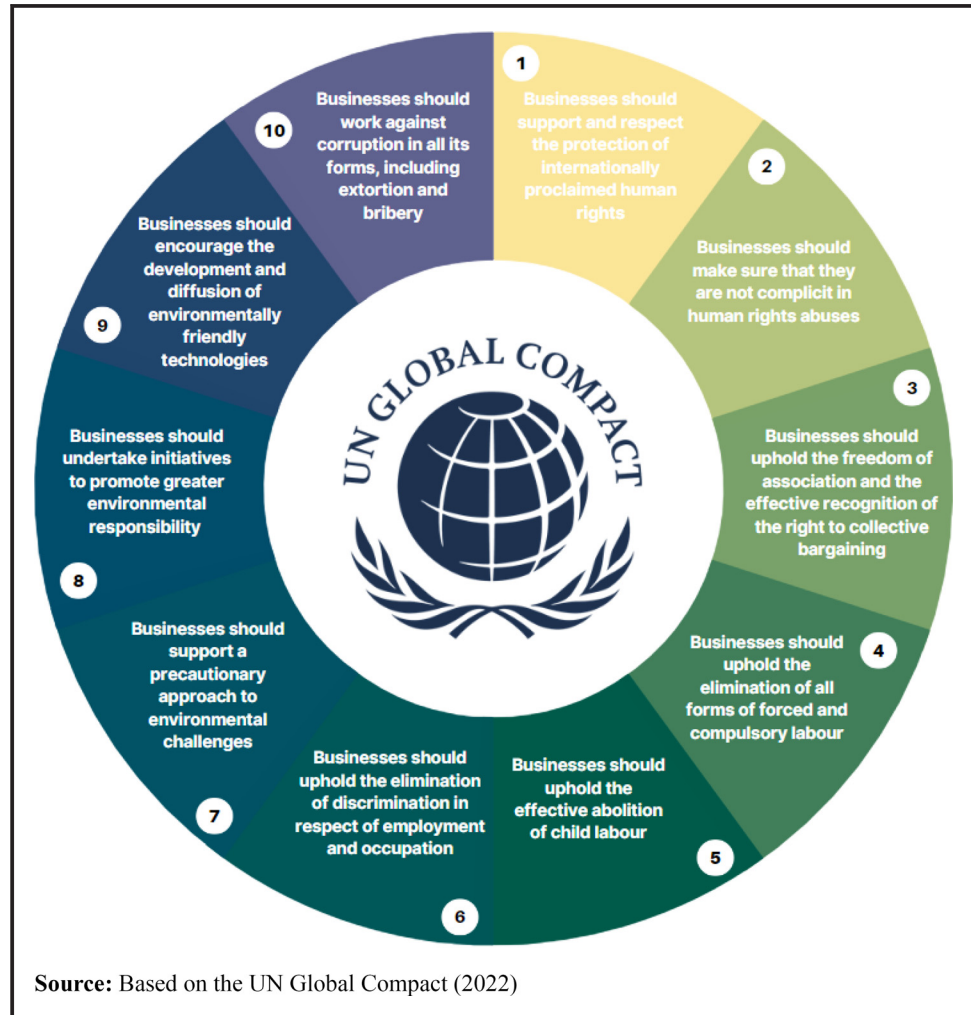 1
Businesses should
support and respect
the protection of
internationally
proclaimed human
rights
2
Businesses should
make sure that they
are not complicit in
human rights abuses
3
Businesses should
uphold the freedom of
association and the
effective recognition of
the right to collective
bargaining
4
Businesses should
uphold the
elimination of all
forms of forced and
compulsory labour
5
Businesses should
uphold the
effective abolition
of child labour
6
Businesses should
uphold the elimination
of discrimination in
respect of employment
and occupation
7
Businesses should
support a
precautionary
approach to
environmental
challenges
8
Businesses should
undertake initiatives
to promote greater
environmental
responsibility
9
Businesses should
encourage the
development and
diffusion of
environmentally
friendly
technologies
10
Businesses should
work against
corruption in all its
forms, including
extortion and
bribery
UN GLOBAL COMPACT
Source: Based on the UN Global Compact (2022)